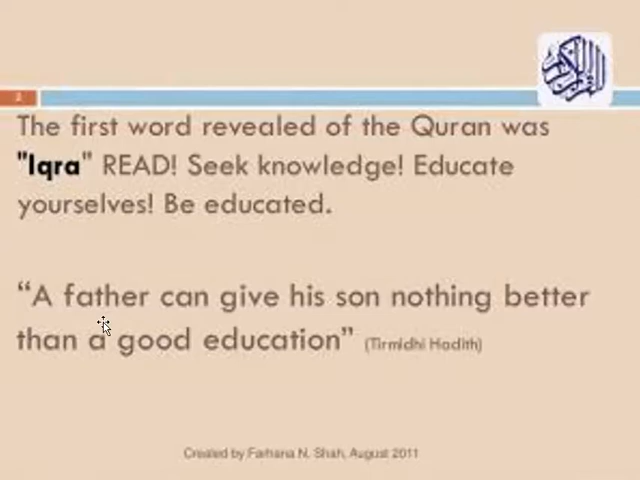 2
The first word revealed of the Quran was
"Iqra" READ! Seek knowledge! Educate
yourselves! Be educated.
“A father can give his son nothing better
than a good education” (Tirmidhi Hadith)
Created by Farhana N. Shah, August 2011